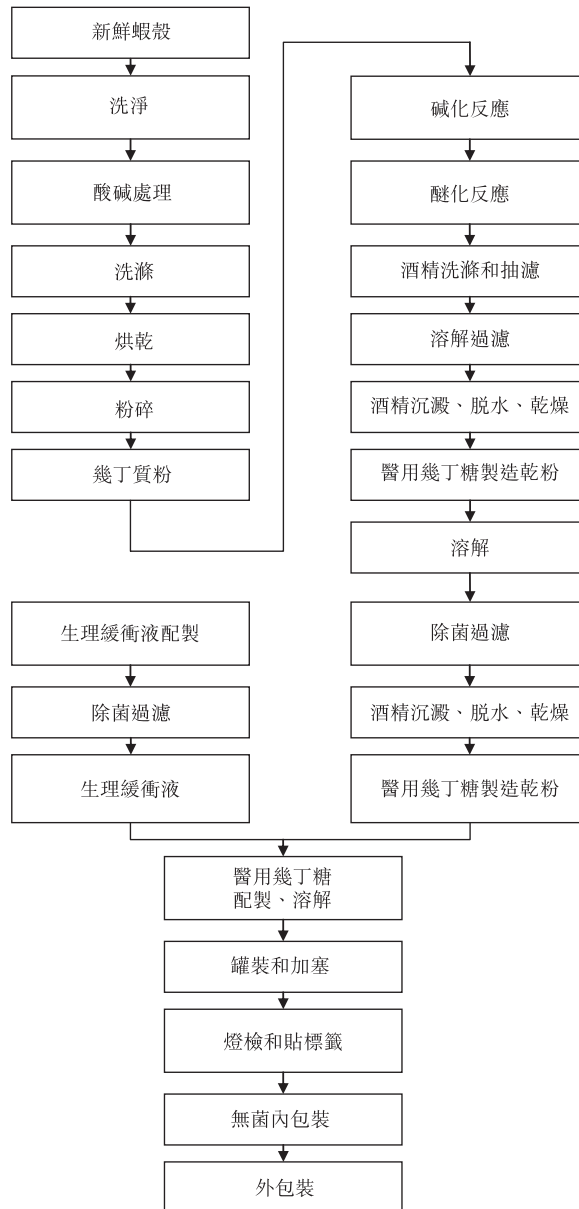 新鮮蝦殼
洗淨
酸碱處理
洗滌
烘乾
粉碎
幾丁質粉
碱化反應
醚化反應
酒精洗滌和抽濾
溶解過濾
酒精沉澱、脱水、乾燥
醫用幾丁糖製造乾粉
溶解
除菌過濾
酒精沉澱、脱水、乾燥
醫用幾丁糖製造乾粉
生理緩衝液配製
除菌過濾
生理緩衝液
醫用幾丁糖
配製、溶解
罐裝和加塞
燈檢和貼標籤
無菌內包裝
外包裝